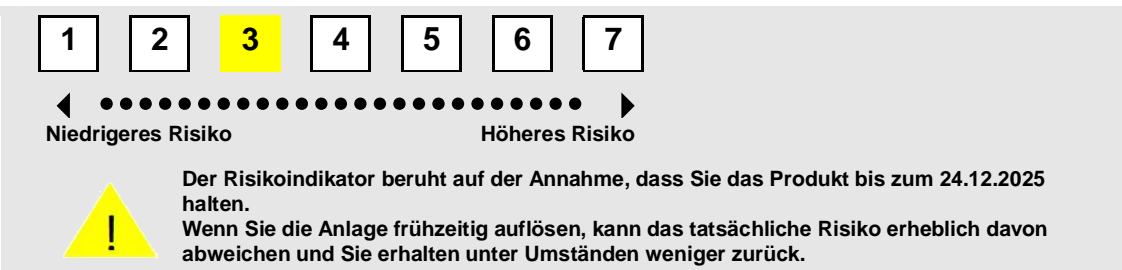 1 2 3 4 5 6 7
Niedrigeres Risiko Höheres Risiko
Der Risikoindikator beruht auf der Annahme, dass Sie das Produkt bis zum 24.12.2025
halten.
! Wenn Sie die Anlage frühzeitig auflösen, kann das tatsächliche Risiko erheblich davon
abweichen und Sie erhalten unter Umständen weniger zurück.